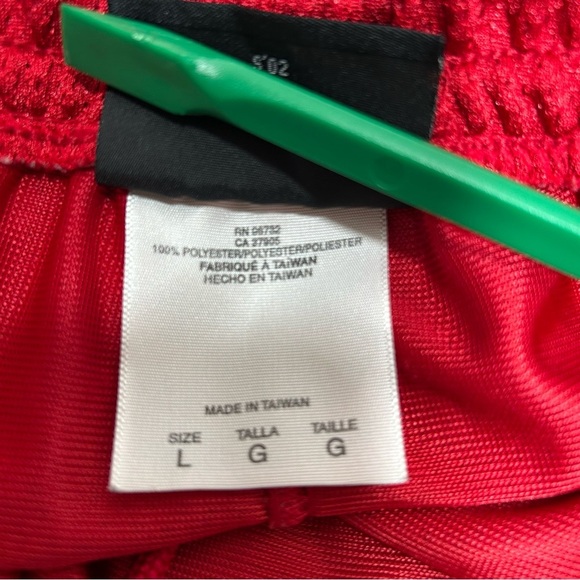 S'02
RN 06732
CA 27905
100% POLYESTER/POLYESTER/POLIESTER
FABRIQUÉ À TAIWAN
HECHO EN TAIWAN
MADE IN TAIWAN
SIZE TALLA TAILLE
L G G